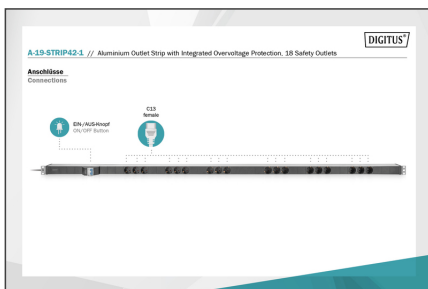 DIGITUS®
A-19-STRIP42-1 // Aluminium Outlet Strip with Integrated Overvoltage Protection, 18 Safety Outlets
Anschlüsse
Connections
C13
female
EIN-/AUS-Knopf
ON/OFF Button